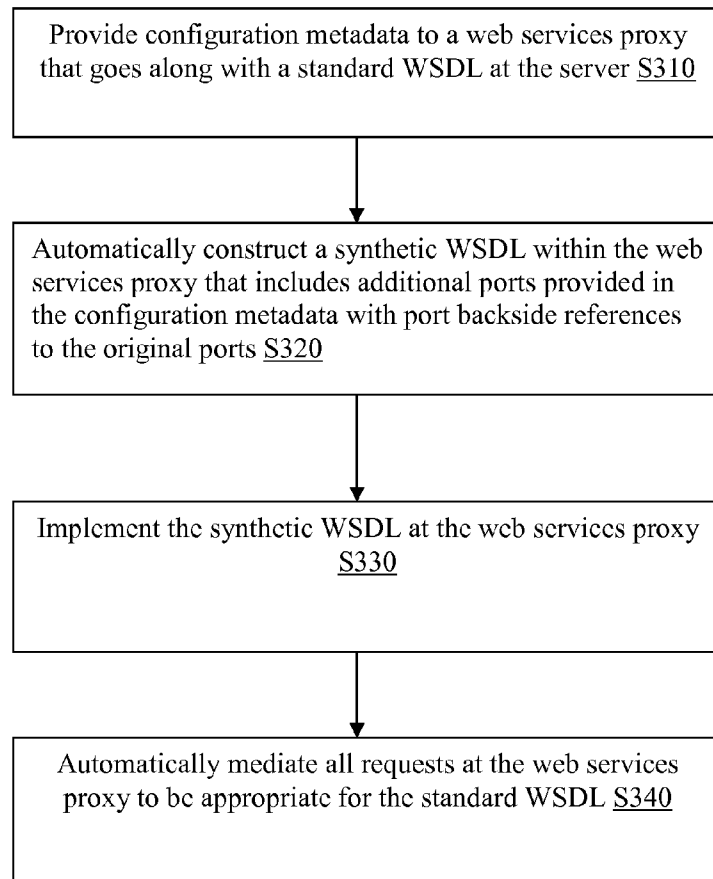 Provide configuration metadata to a web services proxy
that goes along with a standard WSDL at the server S310
Automatically construct a synthetic WSDL within the web
services proxy that includes additional ports provided in
the configuration metadata with port backside references
to the original ports S320
Implement the synthetic WSDL at the web services proxy
S330
Automatically mediate all requests at the web services
proxy to be appropriate for the standard WSDL S340